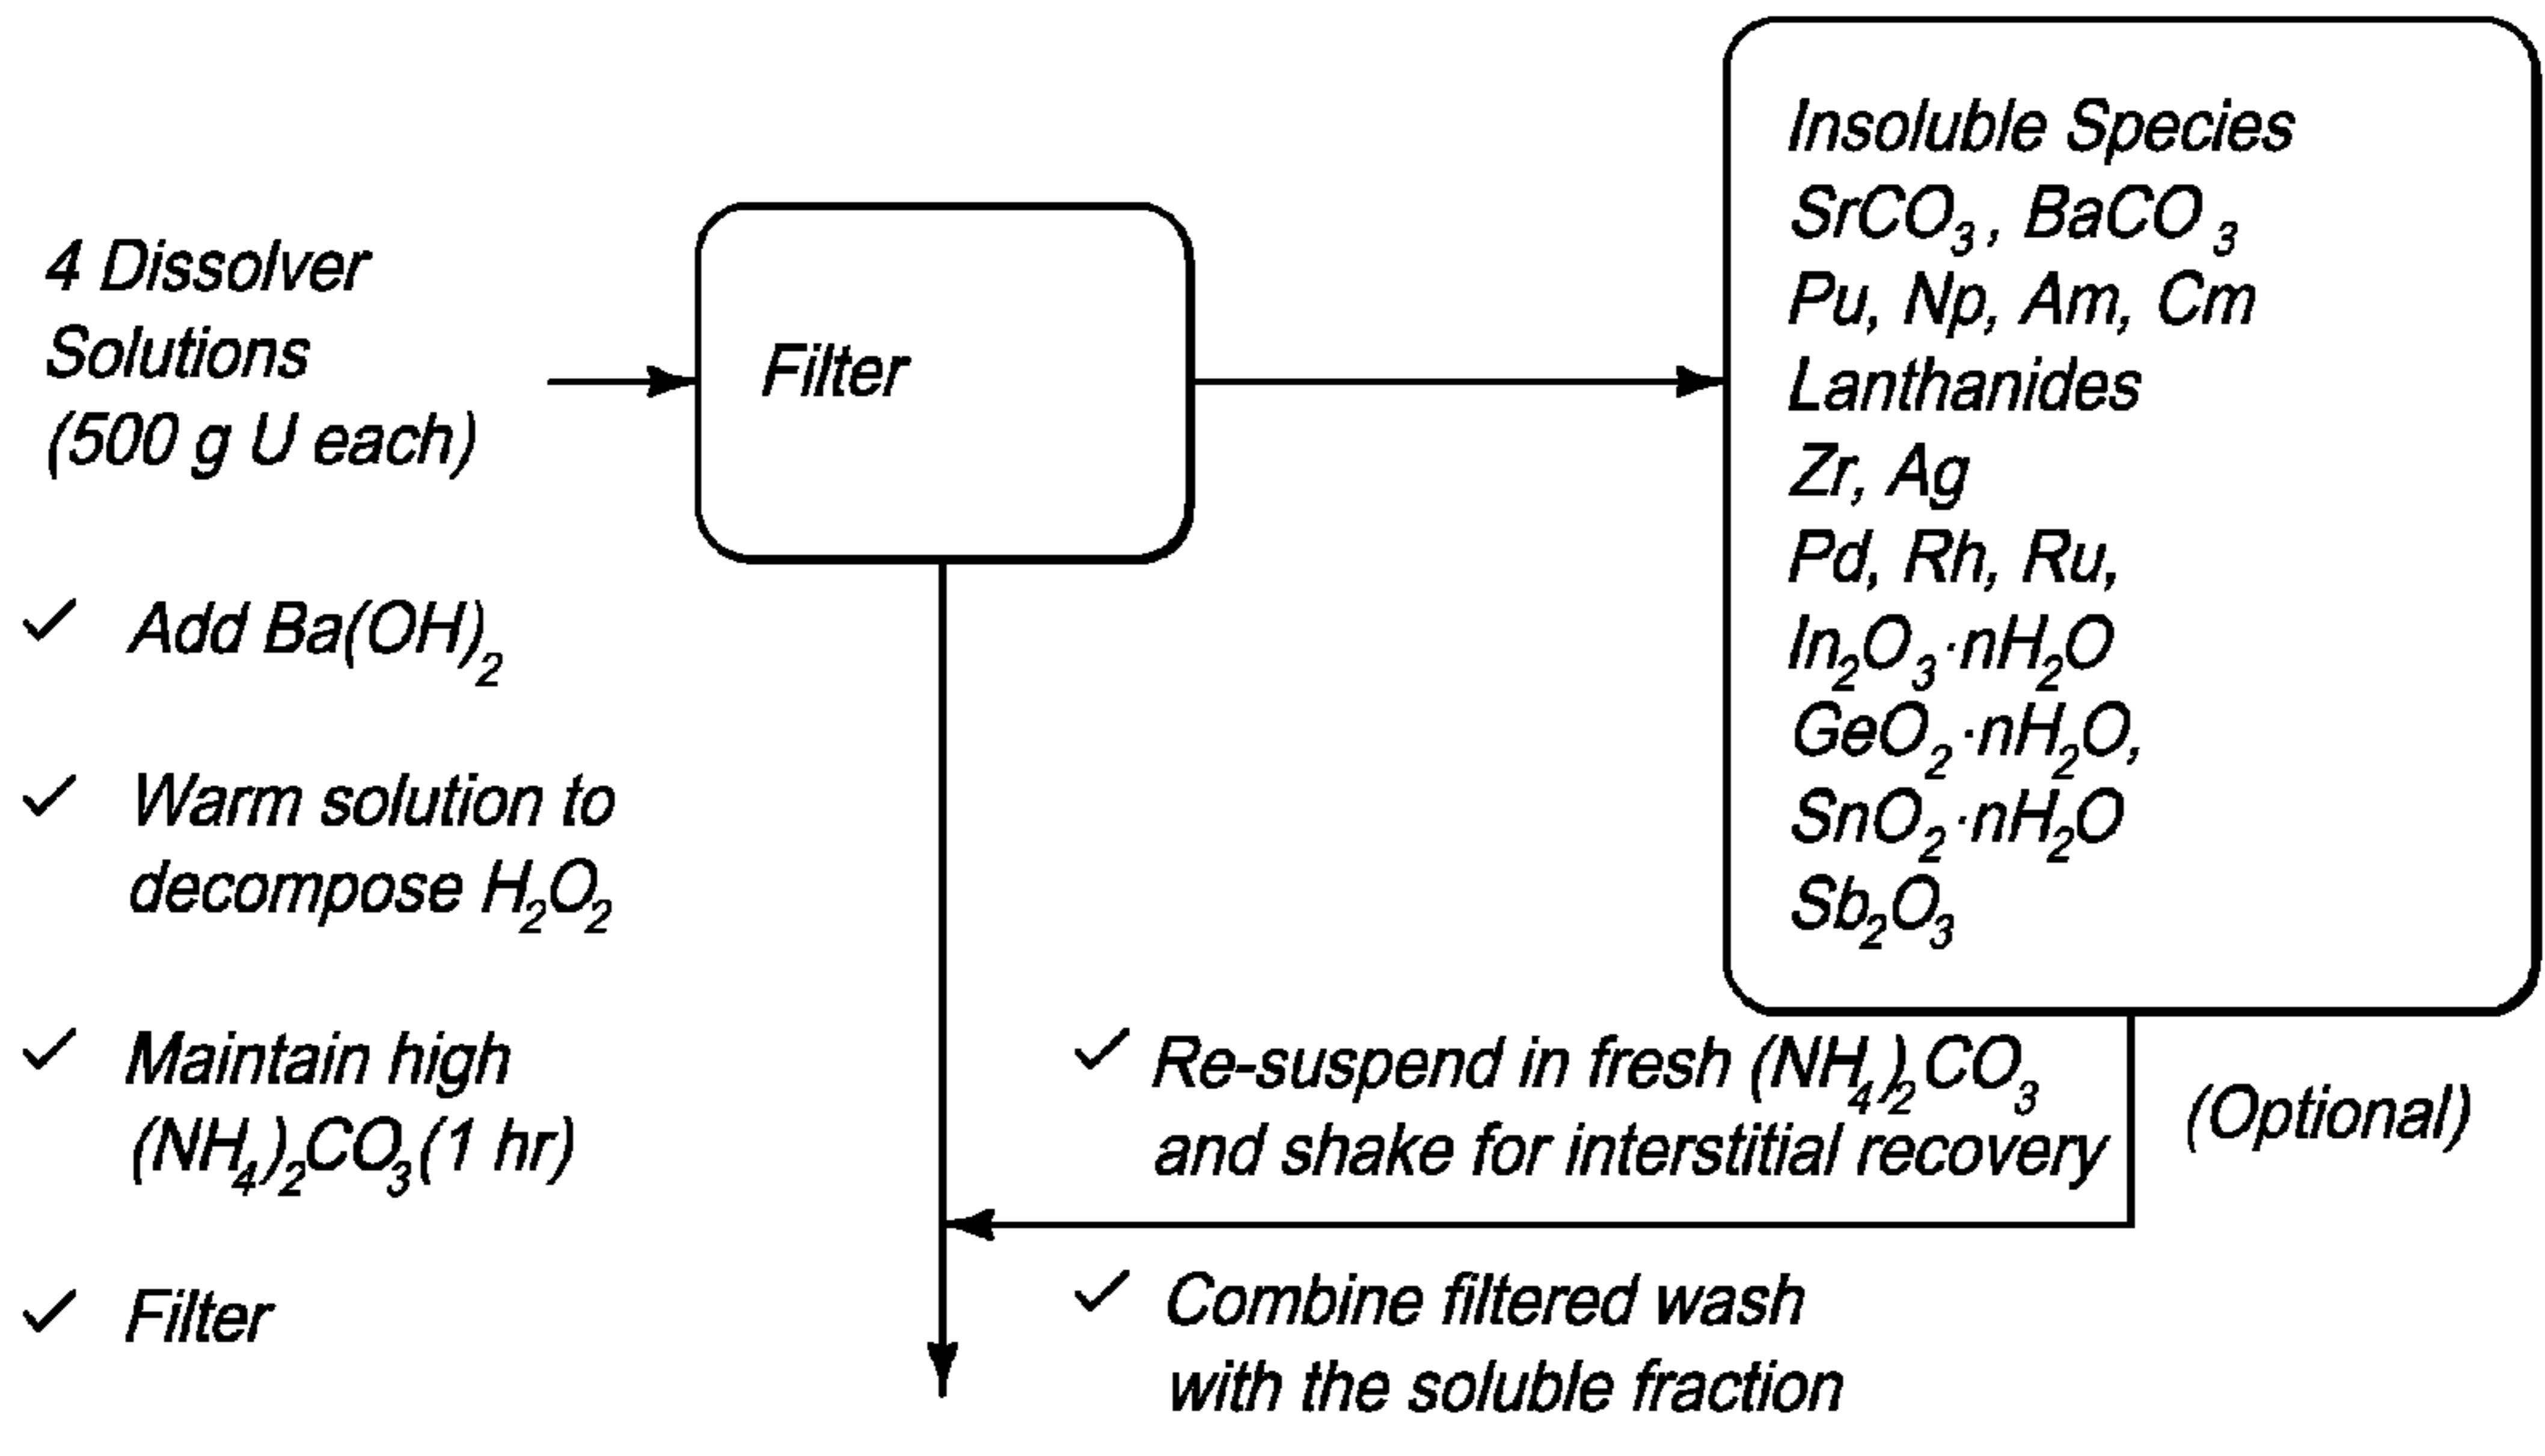 4 Dissolver
Solutions
(500 g U each)
✓ Add Ba(OH)₂
✓ Warm solution to
decompose H₂O₂
✓ Maintain high
(NH₄)₂CO₃(1 hr)
✓ Filter
Filter
Insoluble Species
SrCO₃, BaCO₃
Pu, Np, Am, Cm
Lanthanides
Zr, Ag
Pd, Rh, Ru,
In₂O₃·nH₂O
GeO₂·nH₂O,
SnO₂·nH₂O
Sb₂O₃
✓ Re-suspend in fresh (NH₄)₂CO₃
and shake for interstitial recovery
(Optional)
✓ Combine filtered wash
with the soluble fraction